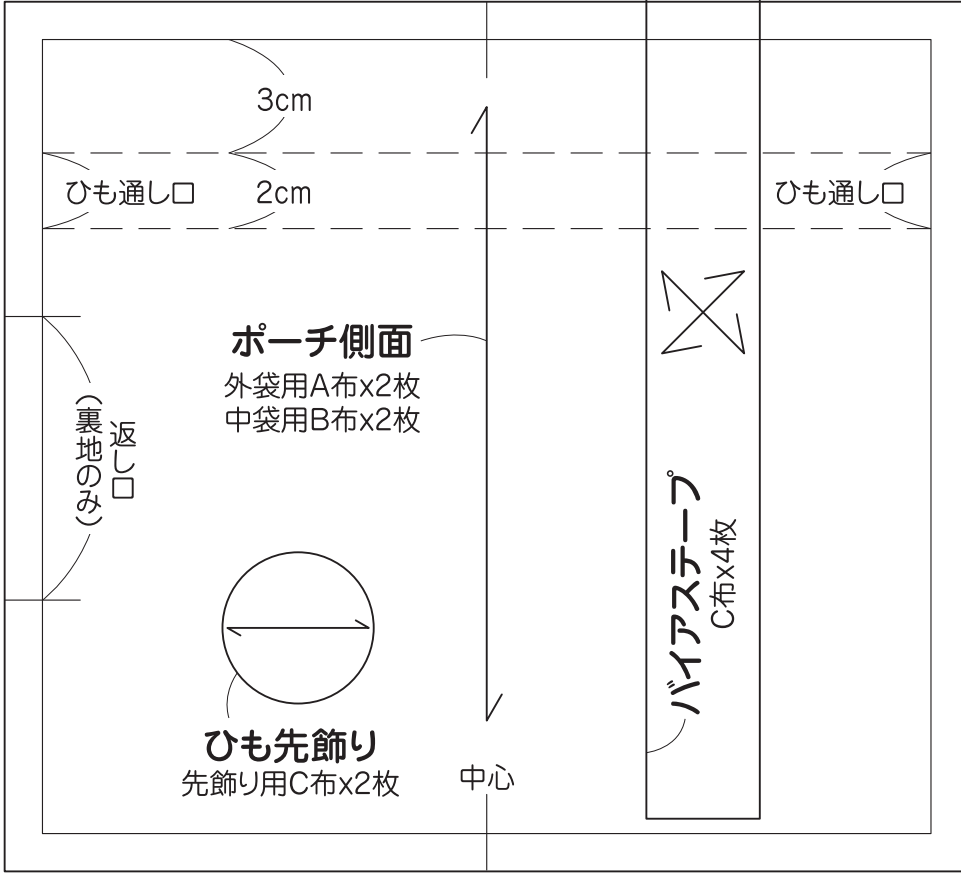 3cm
ひも通し口
2cm
ひも通し口
ポーチ側面
外袋用A布x2枚
中袋用B布x2枚
返し口
（裏地のみ）
バイアステープ
C布x4枚
ひも先飾り
先飾り用C布x2枚
中心